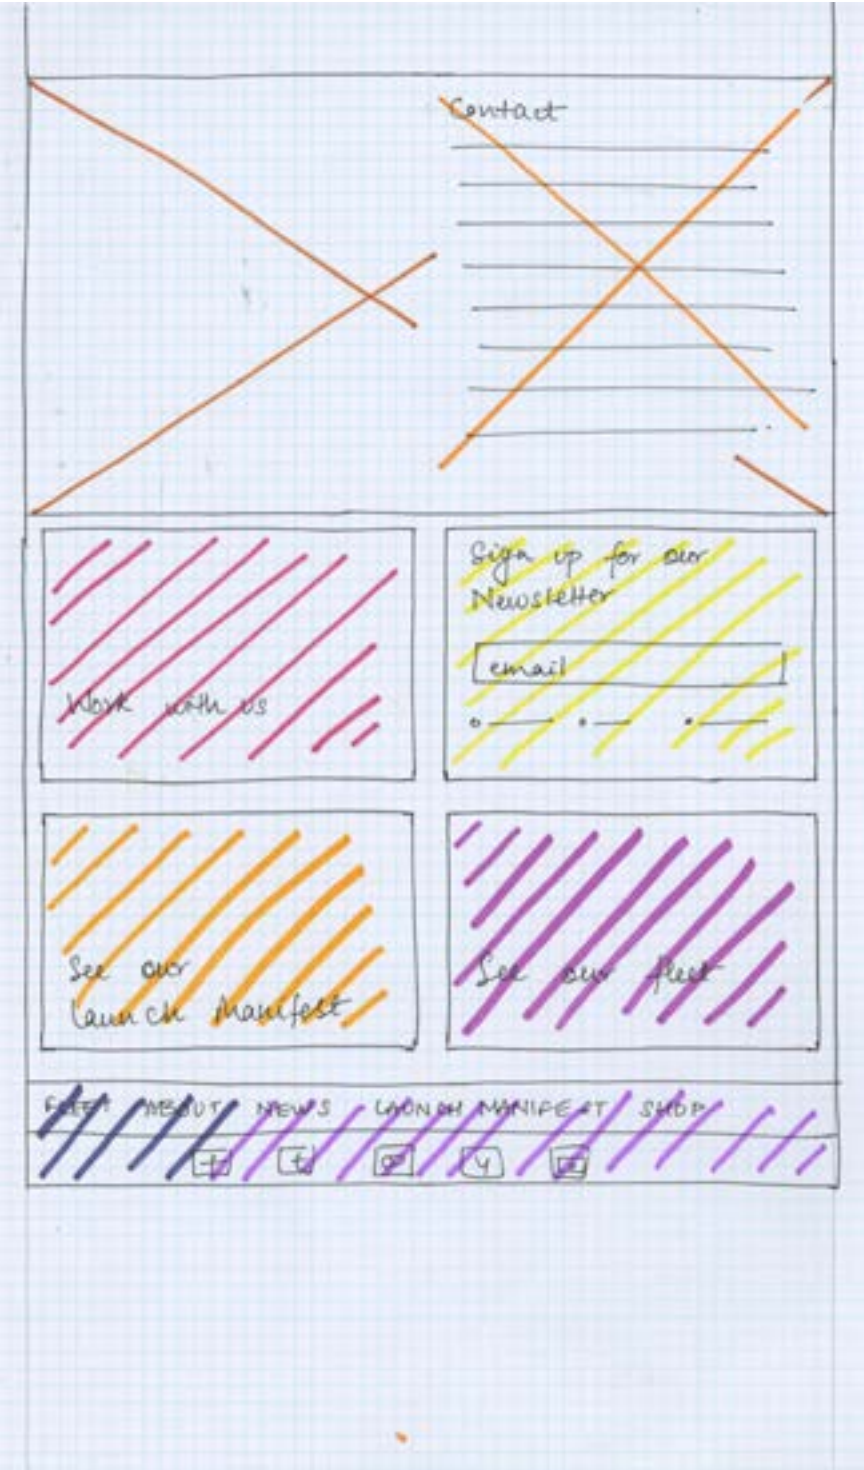 Contact
Work with us
Sign up for our
Newsletter
email
See our
launch manifest
See our fleet
FLEET ABOUT NEWS LAUNCH MANIFEST SHOP